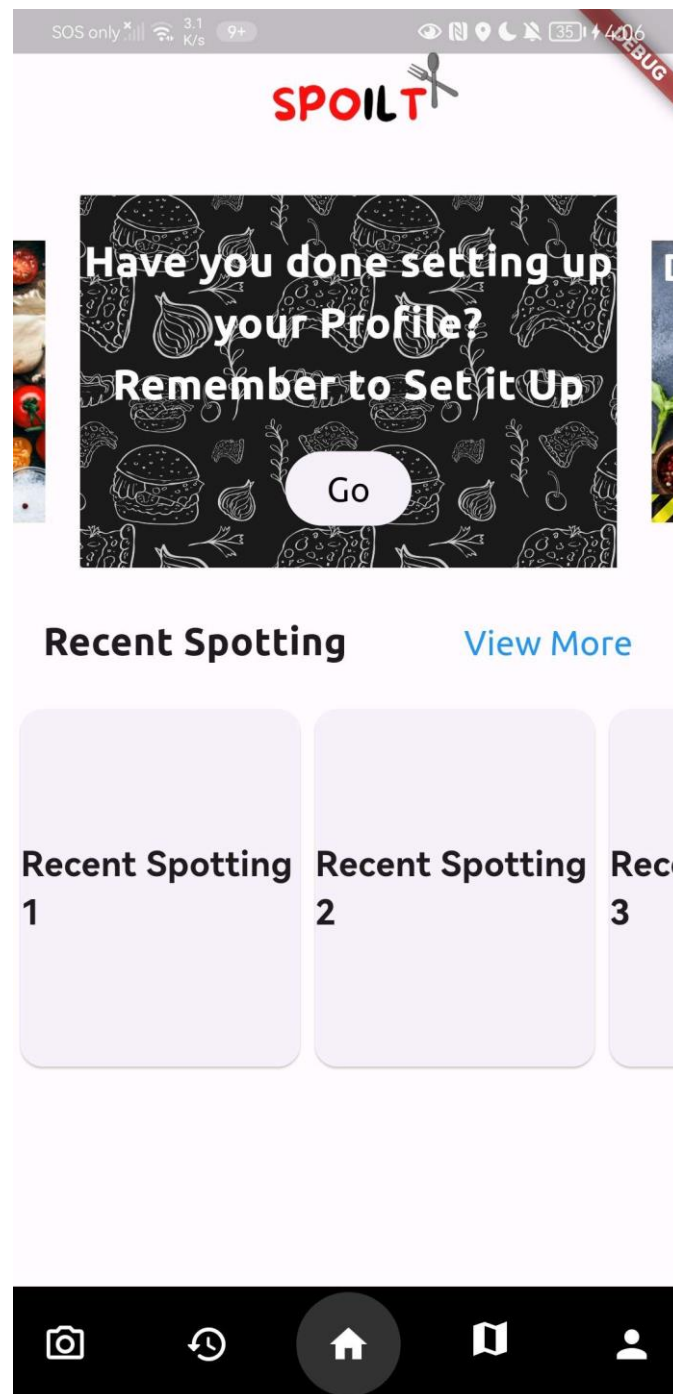 SOS only 3.1 K/s 9+ 35 4:06
DEBUG
SPOILT
Have you done setting up
your Profile?
Remember to Set it Up
Go
D
Recent Spotting View More
Recent Spotting
1
Recent Spotting
2
Rec
3